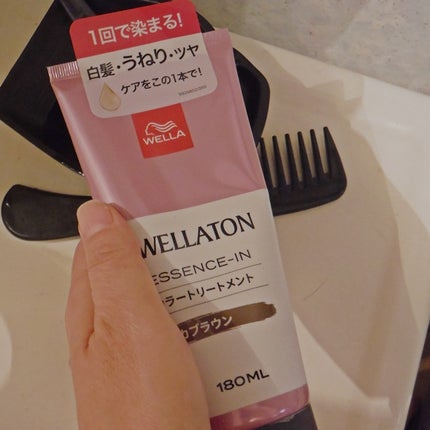 1回で染まる!
白髪・うねり・ツヤ
ケアをこの1本で!
WELLA
WELLATON
ESSENCE-IN
ラートリートメント
ブラウン
180ML